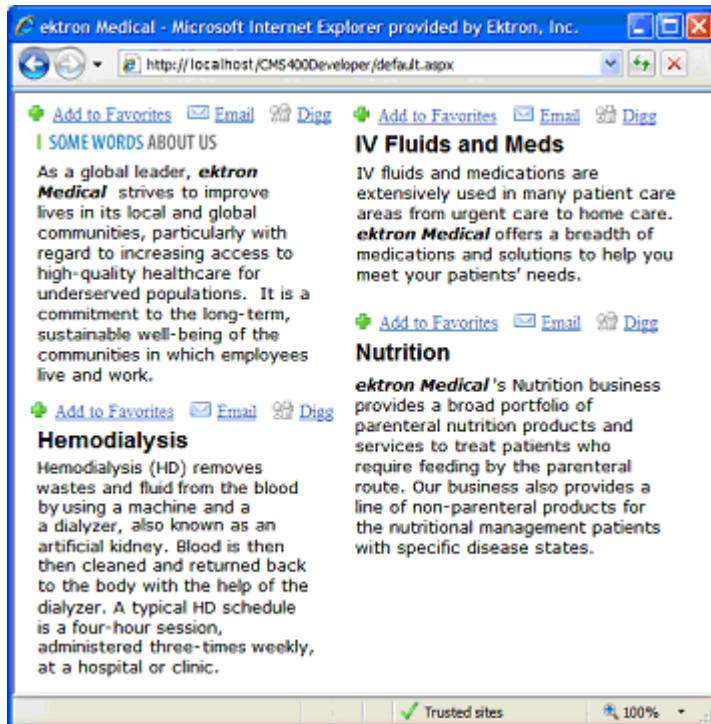 ektron Medical - Microsoft Internet Explorer provided by Ektron, Inc.
http://localhost/CMS400Developer/default.aspx
Add to Favorites Email Digg
SOME WORDS ABOUT US
As a global leader, ektron
Medical strives to improve
lives in its local and global
communities, particularly with
regard to increasing access to
high-quality healthcare for
underserved populations. It is a
commitment to the long-term,
sustainable well-being of the
communities in which employees
live and work.
Add to Favorites Email Digg
Hemodialysis
Hemodialysis (HD) removes
wastes and fluid from the blood
by using a machine and a
a dialyzer, also known as an
artificial kidney. Blood is then
then cleaned and returned back
to the body with the help of the
dialyzer. A typical HD schedule
is a four-hour session,
administered three-times weekly,
at a hospital or clinic.
Add to Favorites Email Digg
IV Fluids and Meds
IV fluids and medications are
extensively used in many patient care
areas from urgent care to home care.
ektron Medical offers a breadth of
medications and solutions to help you
meet your patients' needs.
Add to Favorites Email Digg
Nutrition
ektron Medical 's Nutrition business
provides a broad portfolio of
parenteral nutrition products and
services to treat patients who
require feeding by the parenteral
route. Our business also provides a
line of non-parenteral products for
the nutritional management patients
with specific disease states.
Trusted sites
100%